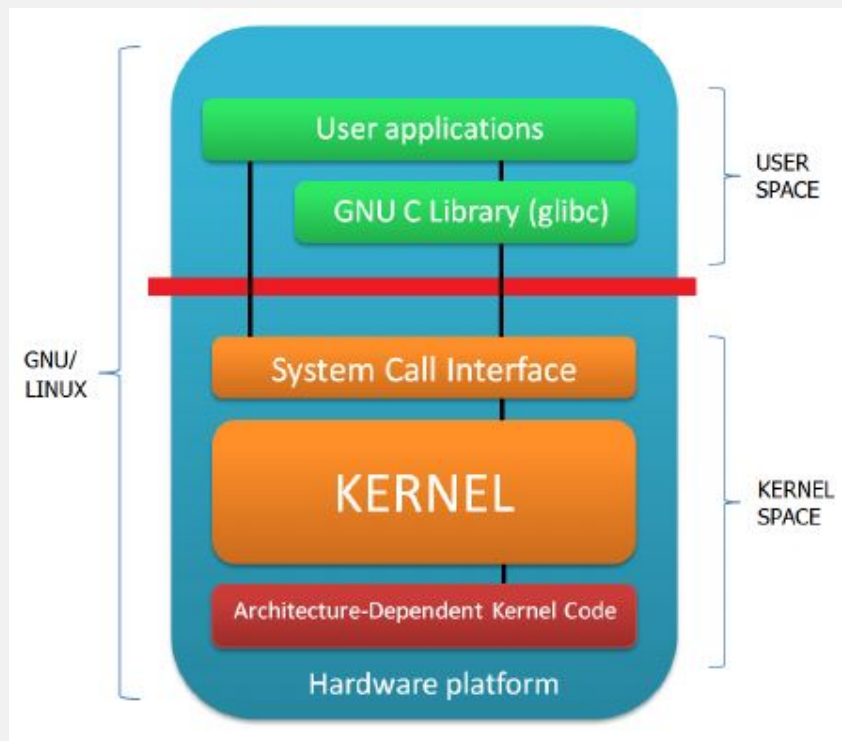 User applications
GNU C Library (glibc)
USER
SPACE
GNU/
LINUX
System Call Interface
KERNEL
KERNEL
SPACE
Architecture-Dependent Kernel Code
Hardware platform